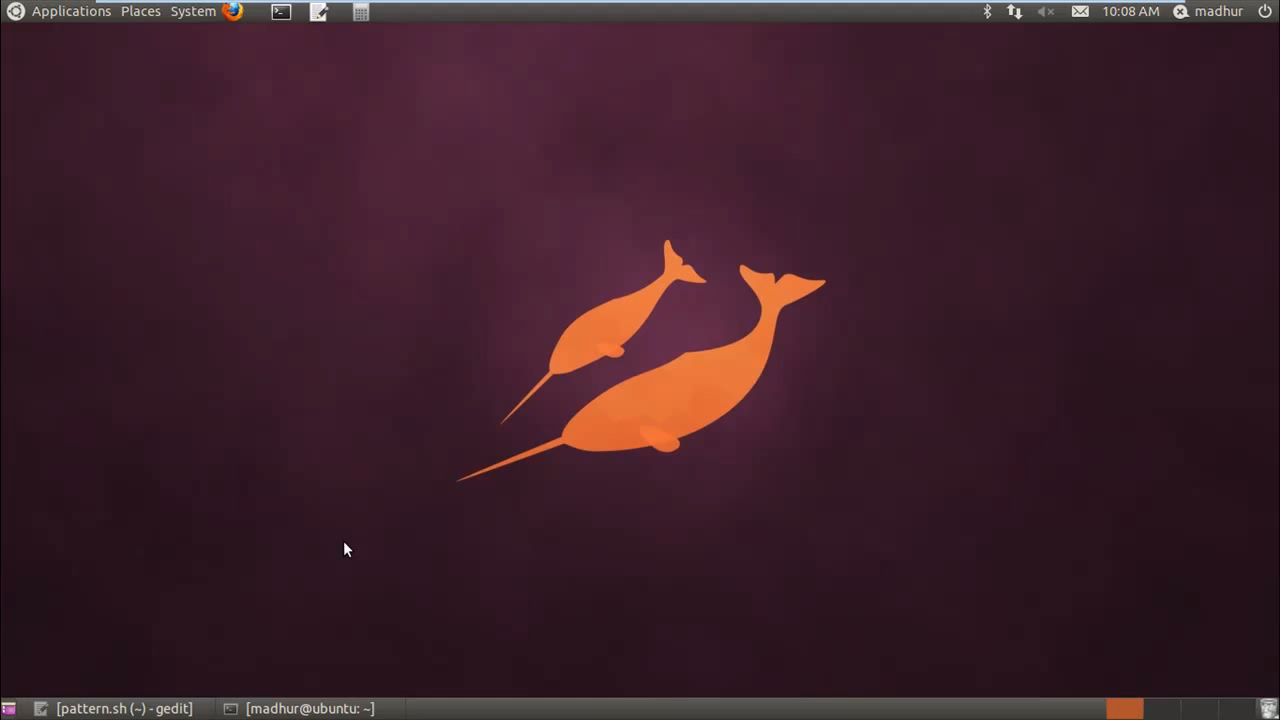 Applications Places System 10:08 AM madhur
[pattern.sh (~) - gedit] [madhur@ubuntu: ~]